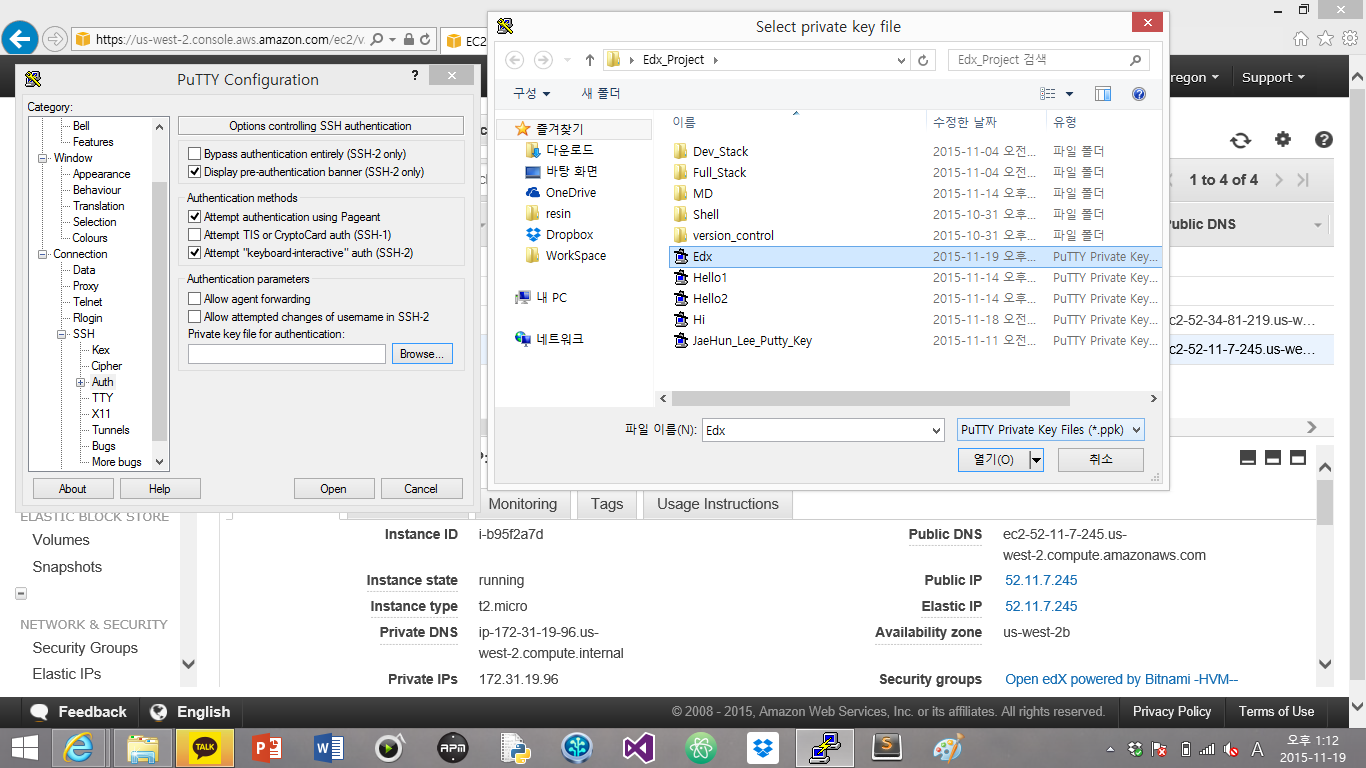 Select private key file
https://us-west-2.console.aws.amazon.com/ec2/v
EC2
Edx_Project
Edx_Project 검색
구성
새 폴더
이름
수정한 날짜
유형
즐겨찾기
다운로드
바탕 화면
OneDrive
resin
Dropbox
WorkSpace
내 PC
네트워크
Dev_Stack 2015-11-04 오전... 파일 폴더
Full_Stack 2015-11-04 오전... 파일 폴더
MD 2015-11-14 오후... 파일 폴더
Shell 2015-10-31 오후... 파일 폴더
version_control 2015-10-31 오후... 파일 폴더
Edx 2015-11-19 오후... PuTTY Private Key...
Hello1 2015-11-14 오후... PuTTY Private Key...
Hello2 2015-11-14 오후... PuTTY Private Key...
Hi 2015-11-18 오후... PuTTY Private Key...
JaeHun_Lee_Putty_Key 2015-11-11 오전... PuTTY Private Key...
파일 이름(N): Edx
PuTTY Private Key Files (*.ppk)
열기(O)
취소
PuTTY Configuration
?
Category:
Bell
Features
Window
Appearance
Behaviour
Translation
Selection
Colours
Connection
Data
Proxy
Telnet
Rlogin
SSH
Kex
Cipher
Auth
TTY
X11
Tunnels
Bugs
More bugs
Options controlling SSH authentication
Bypass authentication entirely (SSH-2 only)
Display pre-authentication banner (SSH-2 only)
Authentication methods
Attempt authentication using Pageant
Attempt TIS or CryptoCard auth (SSH-1)
Attempt "keyboard-interactive" auth (SSH-2)
Authentication parameters
Allow agent forwarding
Allow attempted changes of username in SSH-2
Private key file for authentication:
Browse...
About
Help
Open
Cancel
regon
Support
1 to 4 of 4
Public DNS
ec2-52-34-81-219.us-w...
ec2-52-11-7-245.us-we...
Monitoring
Tags
Usage Instructions
ELASTIC BLOCK STORE
Volumes
Snapshots
NETWORK & SECURITY
Security Groups
Elastic IPs
Instance ID i-b95f2a7d
Instance state running
Instance type t2.micro
Private DNS ip-172-31-19-96.us-
west-2.compute.internal
Private IPs 172.31.19.96
Public DNS ec2-52-11-7-245.us-
west-2.compute.amazonaws.com
Public IP 52.11.7.245
Elastic IP 52.11.7.245
Availability zone us-west-2b
Security groups Open edX powered by Bitnami -HVM--
Feedback
English
© 2008 - 2015, Amazon Web Services, Inc. or its affiliates. All rights reserved.
Privacy Policy
Terms of Use
TALK
APM
A
오후 1:12
2015-11-19